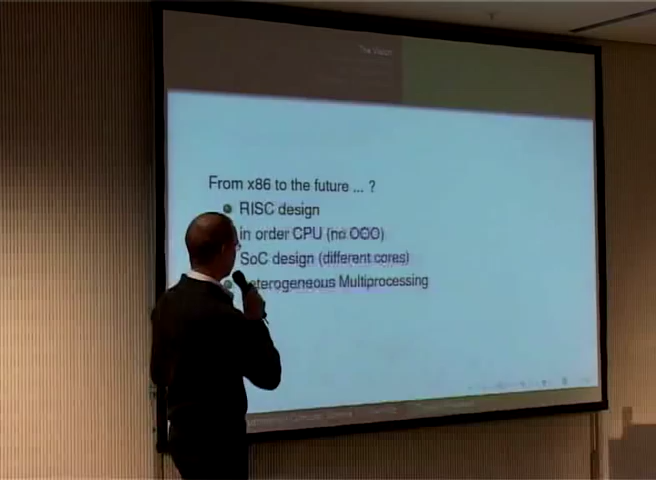 The Vision
From x86 to the future ... ?
RISC design
in order CPU (no OOO)
SoC design (different cores)
eterogeneous Multiprocessing